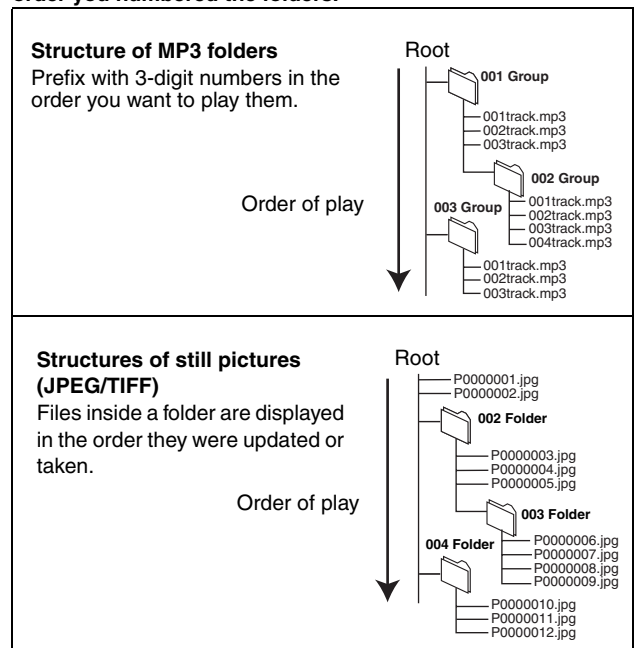 order you numbered the folders.
Structure of MP3 folders
Prefix with 3-digit numbers in the
order you want to play them.
Order of play
Root
001 Group
001track.mp3
002track.mp3
003track.mp3
002 Group
001track.mp3
002track.mp3
003track.mp3
004track.mp3
003 Group
001track.mp3
002track.mp3
003track.mp3
Structures of still pictures
(JPEG/TIFF)
Files inside a folder are displayed
in the order they were updated or
taken.
Order of play
Root
P0000001.jpg
P0000002.jpg
002 Folder
P0000003.jpg
P0000004.jpg
P0000005.jpg
003 Folder
P0000006.jpg
P0000007.jpg
P0000008.jpg
P0000009.jpg
004 Folder
P0000010.jpg
P0000011.jpg
P0000012.jpg